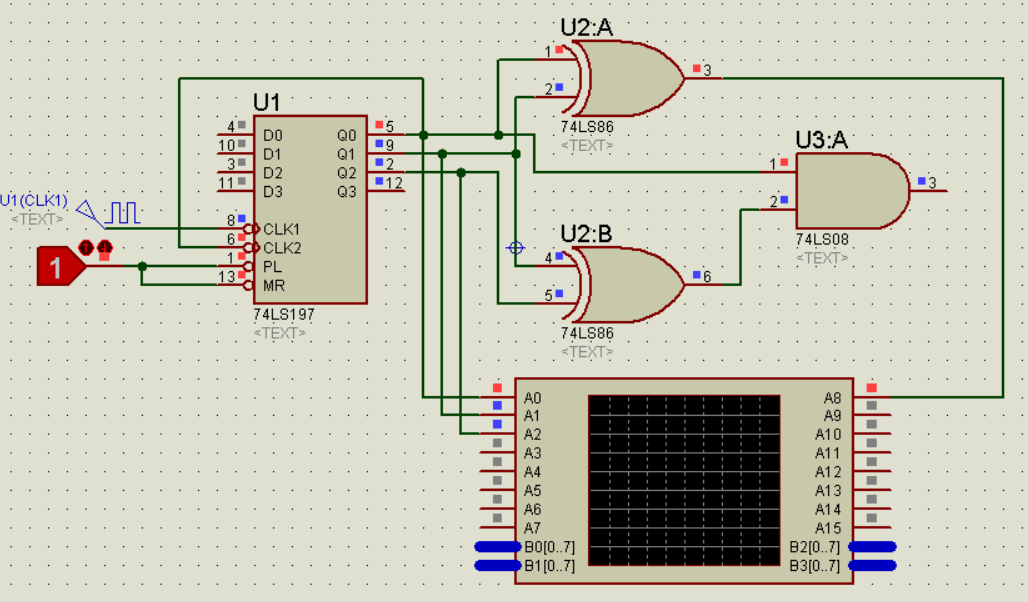 U2:A
1
2
3
74LS86
<TEXT>
U1
4 D0 Q0 5
10 D1 Q1 9
3 D2 Q2 2
11 D3 Q3 12
8 CLK1
6 CLK2
1 PL
13 MR
74LS197
<TEXT>
U1(CLK1)
<TEXT>
1
U3:A
1
2
3
74LS08
<TEXT>
U2:B
4
5
6
74LS86
<TEXT>
A0 A8
A1 A9
A2 A10
A3 A11
A4 A12
A5 A13
A6 A14
A7 A15
B0[0..7] B2[0..7]
B1[0..7] B3[0..7]